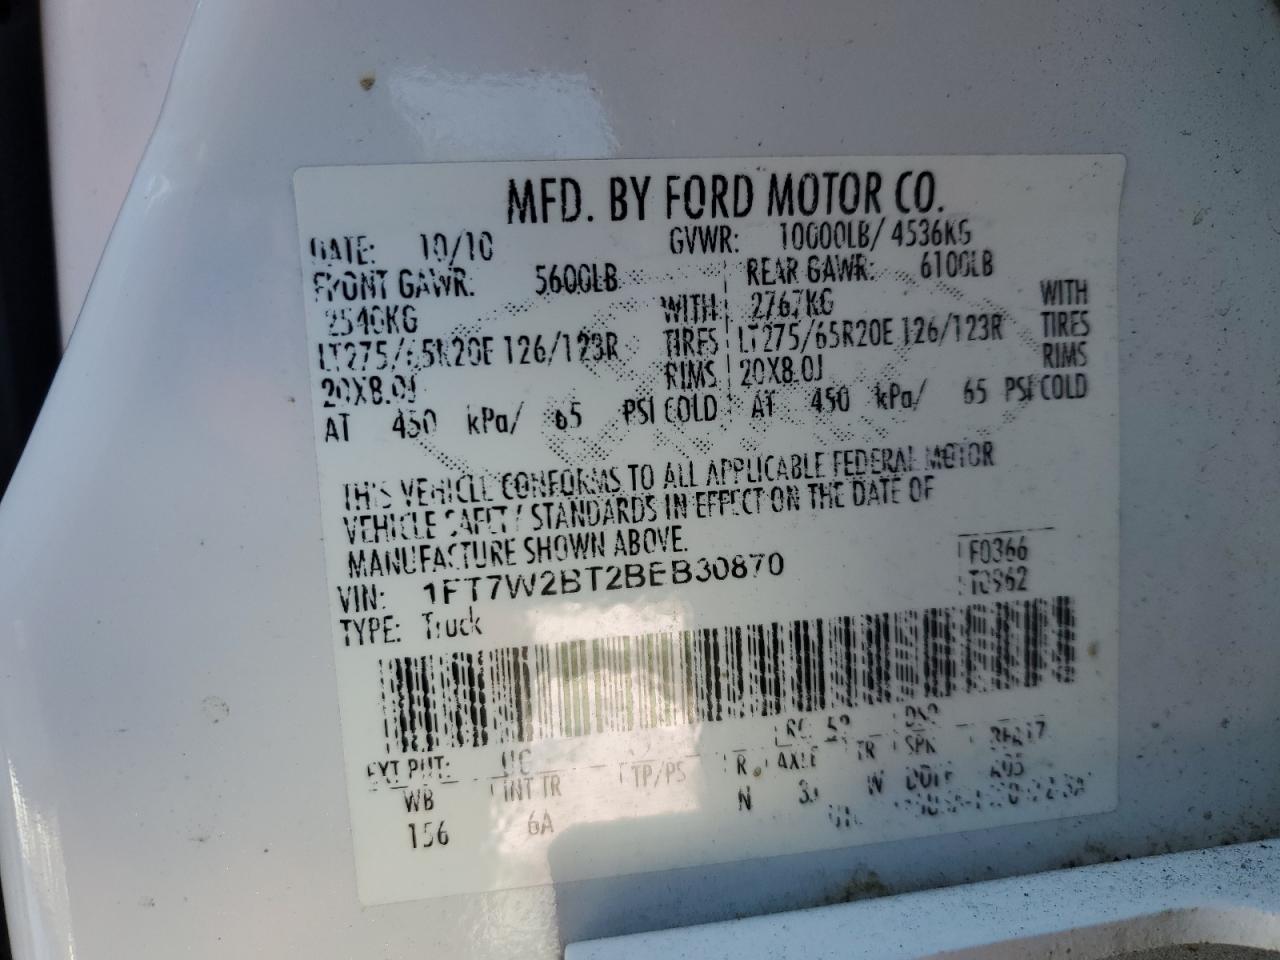 MFD. BY FORD MOTOR CO.
DATE: 10/10 GVWR: 10000LB/ 4536KG
FRONT GAWR: 5600LB REAR GAWR: 6100LB
2540KG WITH 2767KG WITH
LT275/65R20E 126/123R TIRES LT275/65R20E 126/123R TIRES
20X8.0J RIMS 20X8.0J RIMS
AT 450 kPa/ 65 PSI COLD AT 450 kPa/ 65 PSI COLD
THIS VEHICLE CONFORMS TO ALL APPLICABLE FEDERAL MOTOR
VEHICLE SAFETY STANDARDS IN EFFECT ON THE DATE OF
MANUFACTURE SHOWN ABOVE.
VIN: 1FT7W2BT2BEB30870 F0366
TYPE: Truck T0962
EXT PNT: RC: 52 DSO
WB INT TR TP/PS R AXLE TR SPR
156 6A N W